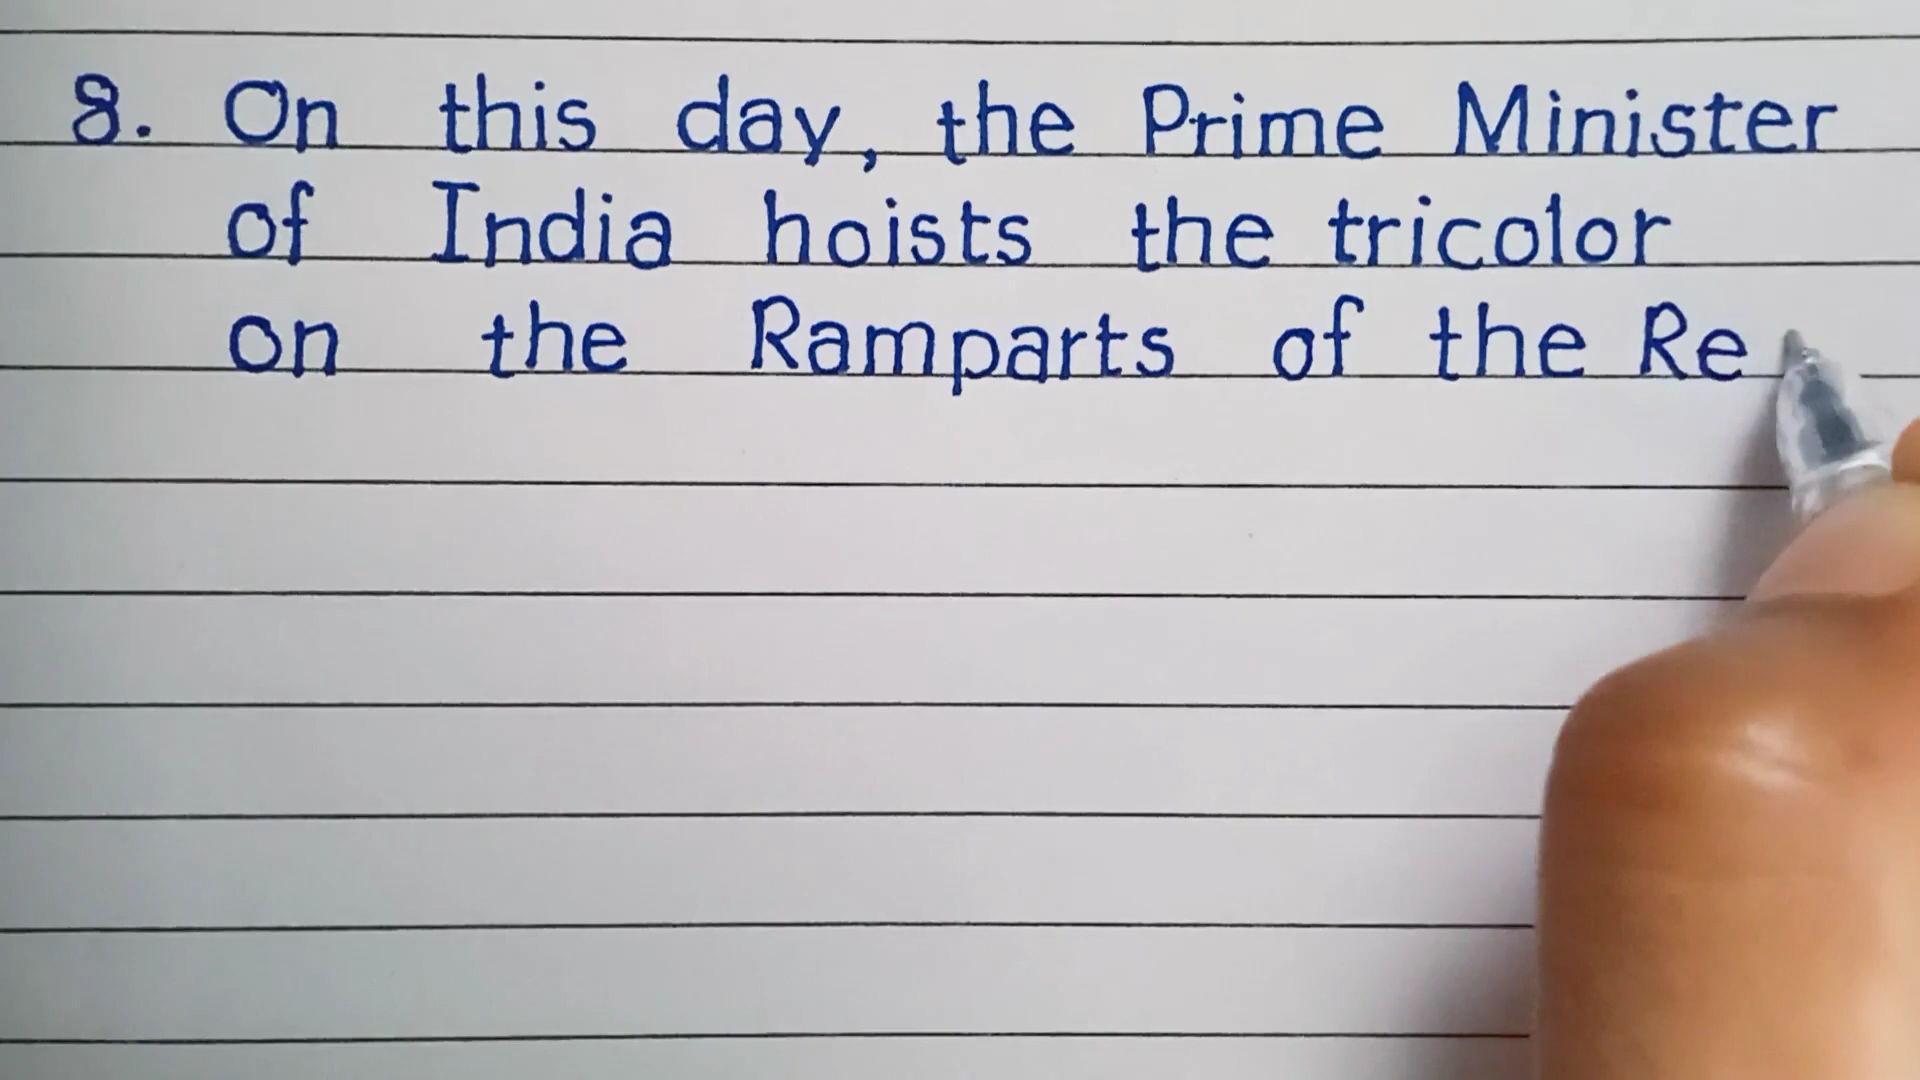 8. On this day, the Prime Minister
of India hoists the tricolor
on the Ramparts of the Re